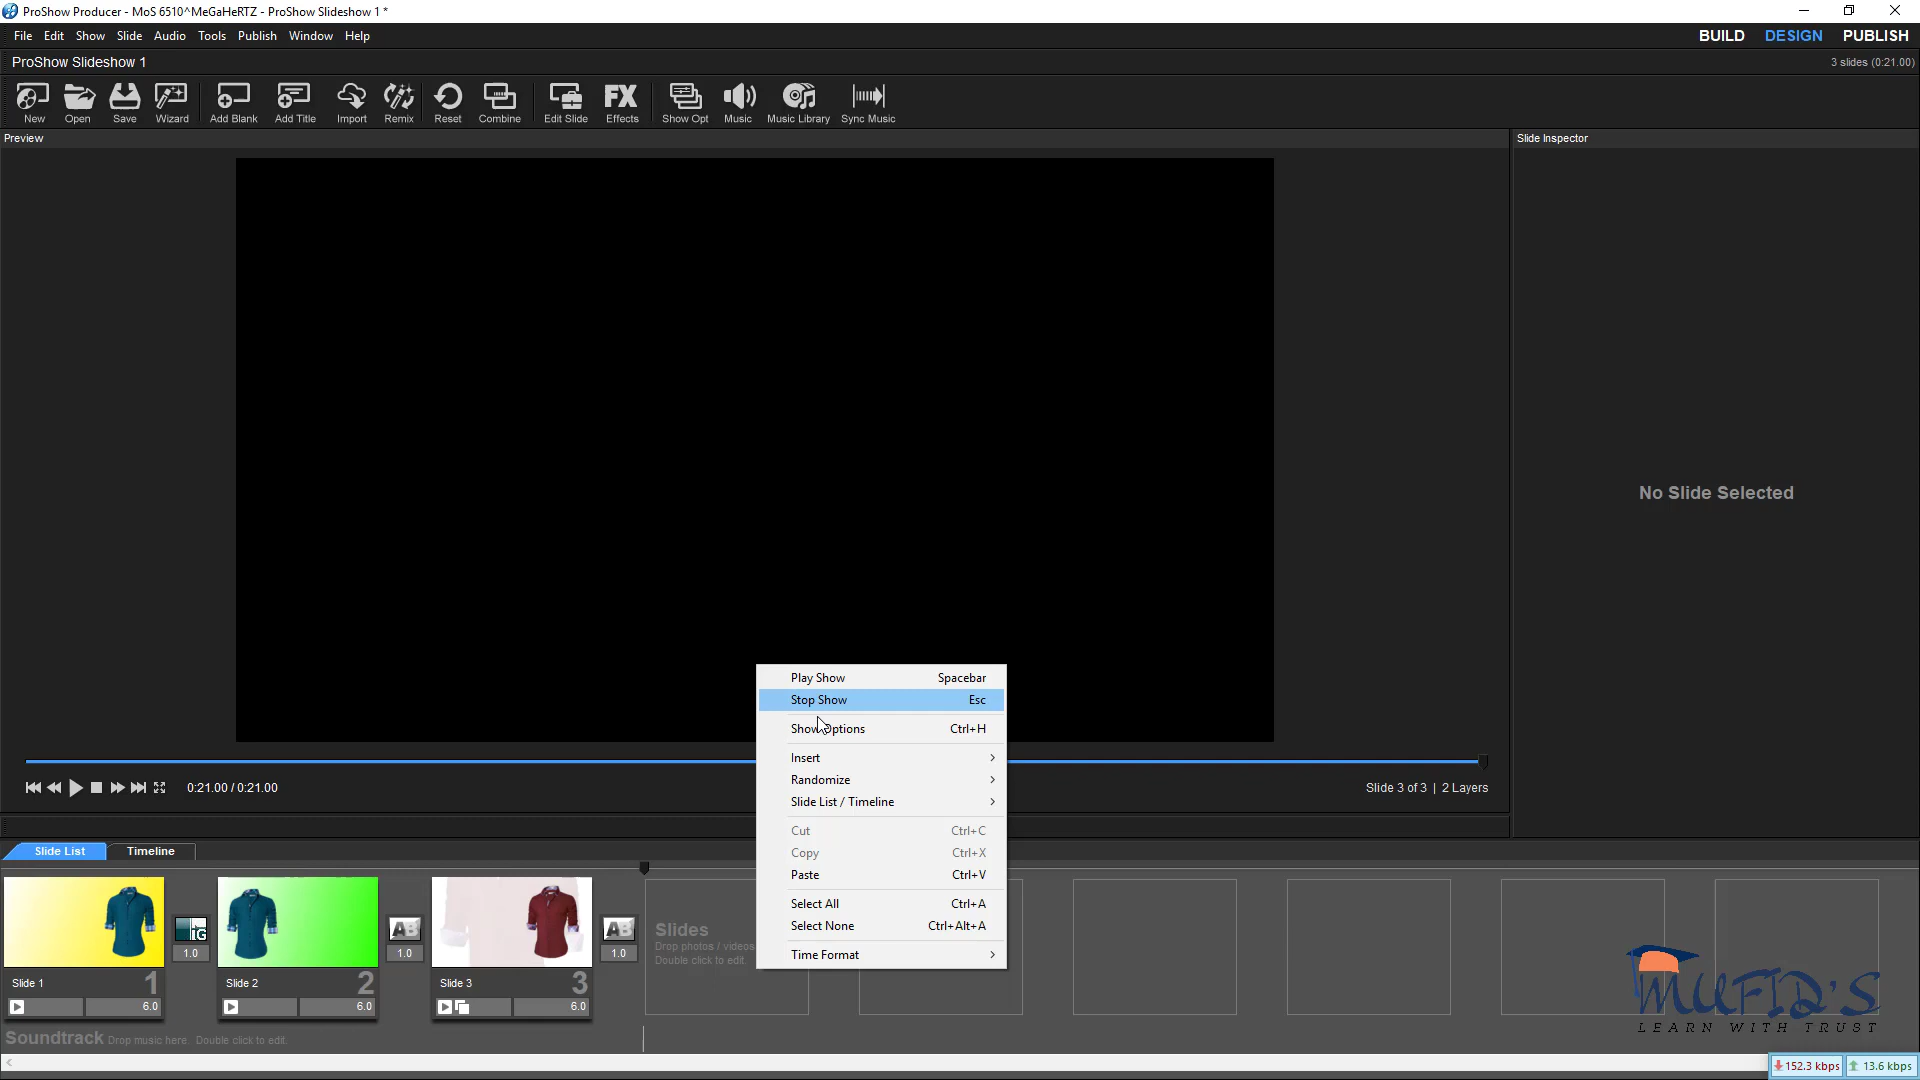 ProShow Producer - MoS 6510^MeGaHeRTZ - ProShow Slideshow 1 *
File Edit Show Slide Audio Tools Publish Window Help
BUILD DESIGN PUBLISH
ProShow Slideshow 1
3 slides (0:21.00)
New Open Save Wizard Add Blank Add Title Import Remix Reset Combine Edit Slide FX Effects Show Opt Music Music Library Sync Music
Preview
Slide Inspector
No Slide Selected
Play Show Spacebar
Stop Show Esc
Show Options Ctrl+H
Insert
Randomize
Slide List / Timeline
Cut Ctrl+C
Copy Ctrl+X
Paste Ctrl+V
Select All Ctrl+A
Select None Ctrl+Alt+A
Time Format
0:21.00 / 0:21.00
Slide 3 of 3 | 2 Layers
Slide List Timeline
IG
1.0
AB
1.0
AB
1.0
Slides
Drop photos / videos
Double click to edit.
Slide 1 1
6.0
Slide 2 2
6.0
Slide 3 3
6.0
Soundtrack Drop music here. Double click to edit.
MUFID'S
LEARN WITH TRUST
152.3 kbps 13.6 kbps